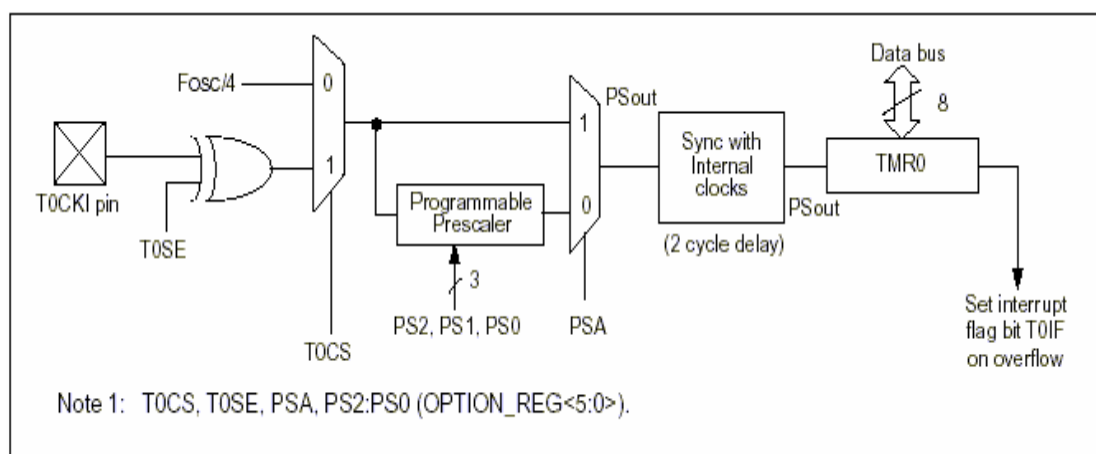 Data bus
8
Fosc/4
0
1
PSout
1
0
T0CKI pin
T0SE
Programmable
Prescaler
3
PS2, PS1, PS0
T0CS
PSA
Sync with
Internal
clocks
PSout
(2 cycle delay)
TMR0
Set interrupt
flag bit T0IF
on overflow
Note 1: T0CS, T0SE, PSA, PS2:PS0 (OPTION_REG<5:0>).